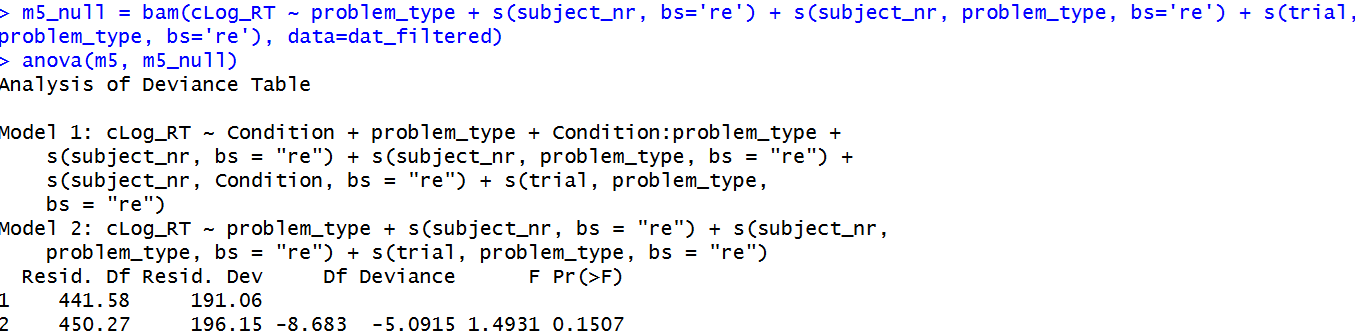 > m5_null = bam(cLog_RT ~ problem_type + s(subject_nr, bs='re') + s(subject_nr, problem_type, bs='re') + s(trial,
problem_type, bs='re'), data=dat_filtered)
> anova(m5, m5_null)
Analysis of Deviance Table

Model 1: cLog_RT ~ Condition + problem_type + Condition:problem_type +
    s(subject_nr, bs = "re") + s(subject_nr, problem_type, bs = "re") +
    s(subject_nr, Condition, bs = "re") + s(trial, problem_type,
    bs = "re")
Model 2: cLog_RT ~ problem_type + s(subject_nr, bs = "re") + s(subject_nr,
    problem_type, bs = "re") + s(trial, problem_type, bs = "re")
  Resid. Df Resid. Dev     Df Deviance      F Pr(>F)
1    441.58     191.06
2    450.27     196.15 -8.683  -5.0915 1.4931 0.1507